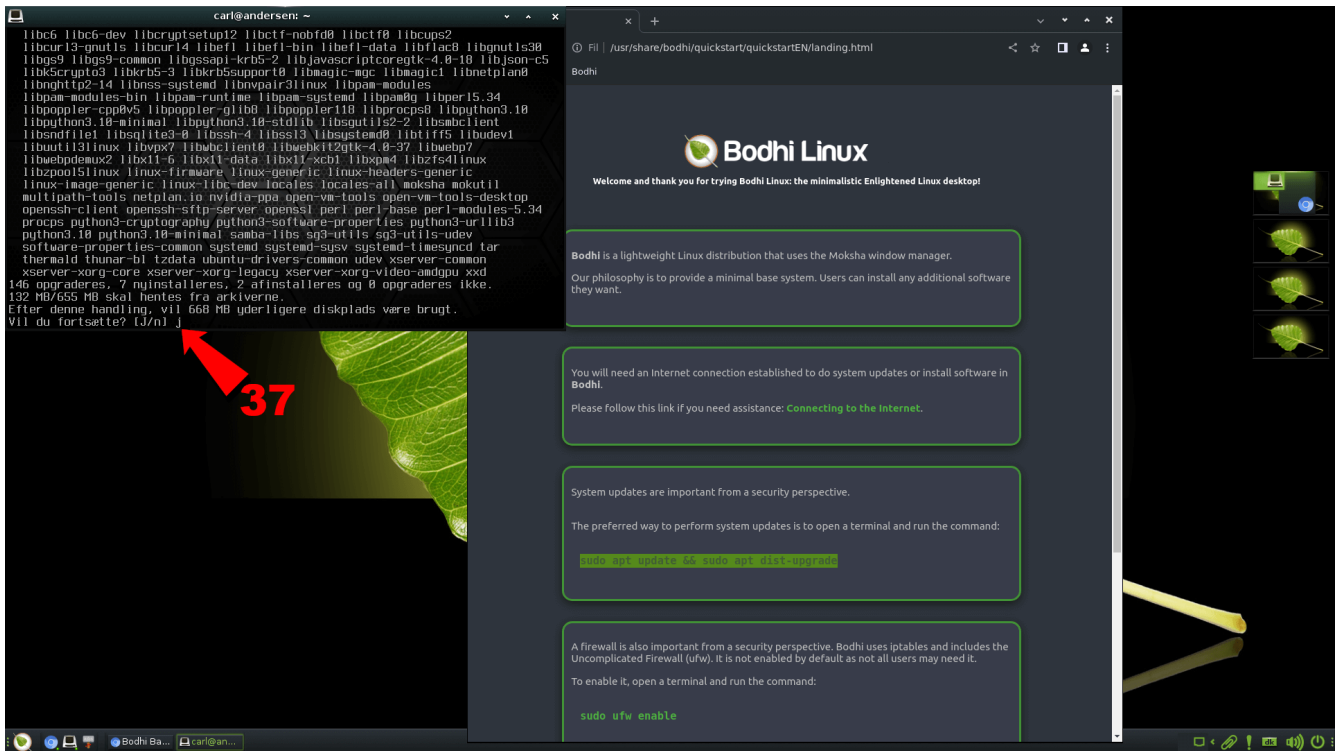 carl@andersen: ~
libc6 libc6-dev libcryptsetup12 libctf-nobfd0 libctf0 libcups2
libcurl3-gnutls libcurl4 libefl libefl-bin libefl-data libflac8 libgnutls30
libgs9 libgs9-common libgssapi-krb5-2 libjavascriptcoregtk-4.0-18 libjson-c5
libk5crypto3 libkrb5-3 libkrb5support0 libmagic-mgc libmagic1 libnetplan0
libnghttp2-14 libnss-systemd libnvpair3linux libpam-modules
libpam-modules-bin libpam-runtime libpam-systemd libpam0g libperl5.34
libpoppler-cpp0v5 libpoppler-glib8 libpoppler118 libprocps8 libpython3.10
libpython3.10-minimal libpython3.10-stdlib libsgutils2-2 libsmbclient
libsndfile1 libsqlite3-0 libssh-4 libssl3 libsystemd0 libtiff5 libudev1
libuutil3linux libvpx7 libwbclient0 libwebkit2gtk-4.0-37 libwebp7
libwebpdemux2 libx11-6 libx11-data libx11-xcb1 libxpm4 libzfs4linux
libzpool5linux linux-firmware linux-generic linux-headers-generic
linux-image-generic linux-libc-dev locales locales-all moksha mokutil
multipath-tools netplan.io nvidia-ppa open-vm-tools open-vm-tools-desktop
openssh-client openssh-sftp-server openssl perl perl-base perl-modules-5.34
procps python3-cryptography python3-software-properties python3-urllib3
python3.10 python3.10-minimal samba-libs sg3-utils sg3-utils-udev
software-properties-common systemd systemd-sysv systemd-timesyncd tar
thermald thunar-bl tzdata ubuntu-drivers-common udev xserver-common
xserver-xorg-core xserver-xorg-legacy xserver-xorg-video-amdgpu xxd
146 opgraderes, 7 nyinstalleres, 2 afinstalleres og 0 opgraderes ikke.
132 MB/655 MB skal hentes fra arkiverne.
Efter denne handling, vil 668 MB yderligere diskplads være brugt.
Vil du fortsætte? [J/n] j
37
Fil | /usr/share/bodhi/quickstart/quickstartEN/landing.html
Bodhi
Bodhi Linux
Welcome and thank you for trying Bodhi Linux: the minimalistic Enlightened Linux desktop!
Bodhi is a lightweight Linux distribution that uses the Moksha window manager.
Our philosophy is to provide a minimal base system. Users can install any additional software
they want.
You will need an Internet connection established to do system updates or install software in
Bodhi.
Please follow this link if you need assistance: Connecting to the Internet.
System updates are important from a security perspective.
The preferred way to perform system updates is to open a terminal and run the command:
sudo apt update && sudo apt dist-upgrade
A firewall is also important from a security perspective. Bodhi uses iptables and includes the
Uncomplicated Firewall (ufw). It is not enabled by default as not all users may need it.
To enable it, open a terminal and run the command:
sudo ufw enable
Bodhi Ba...
carl@an...
dk